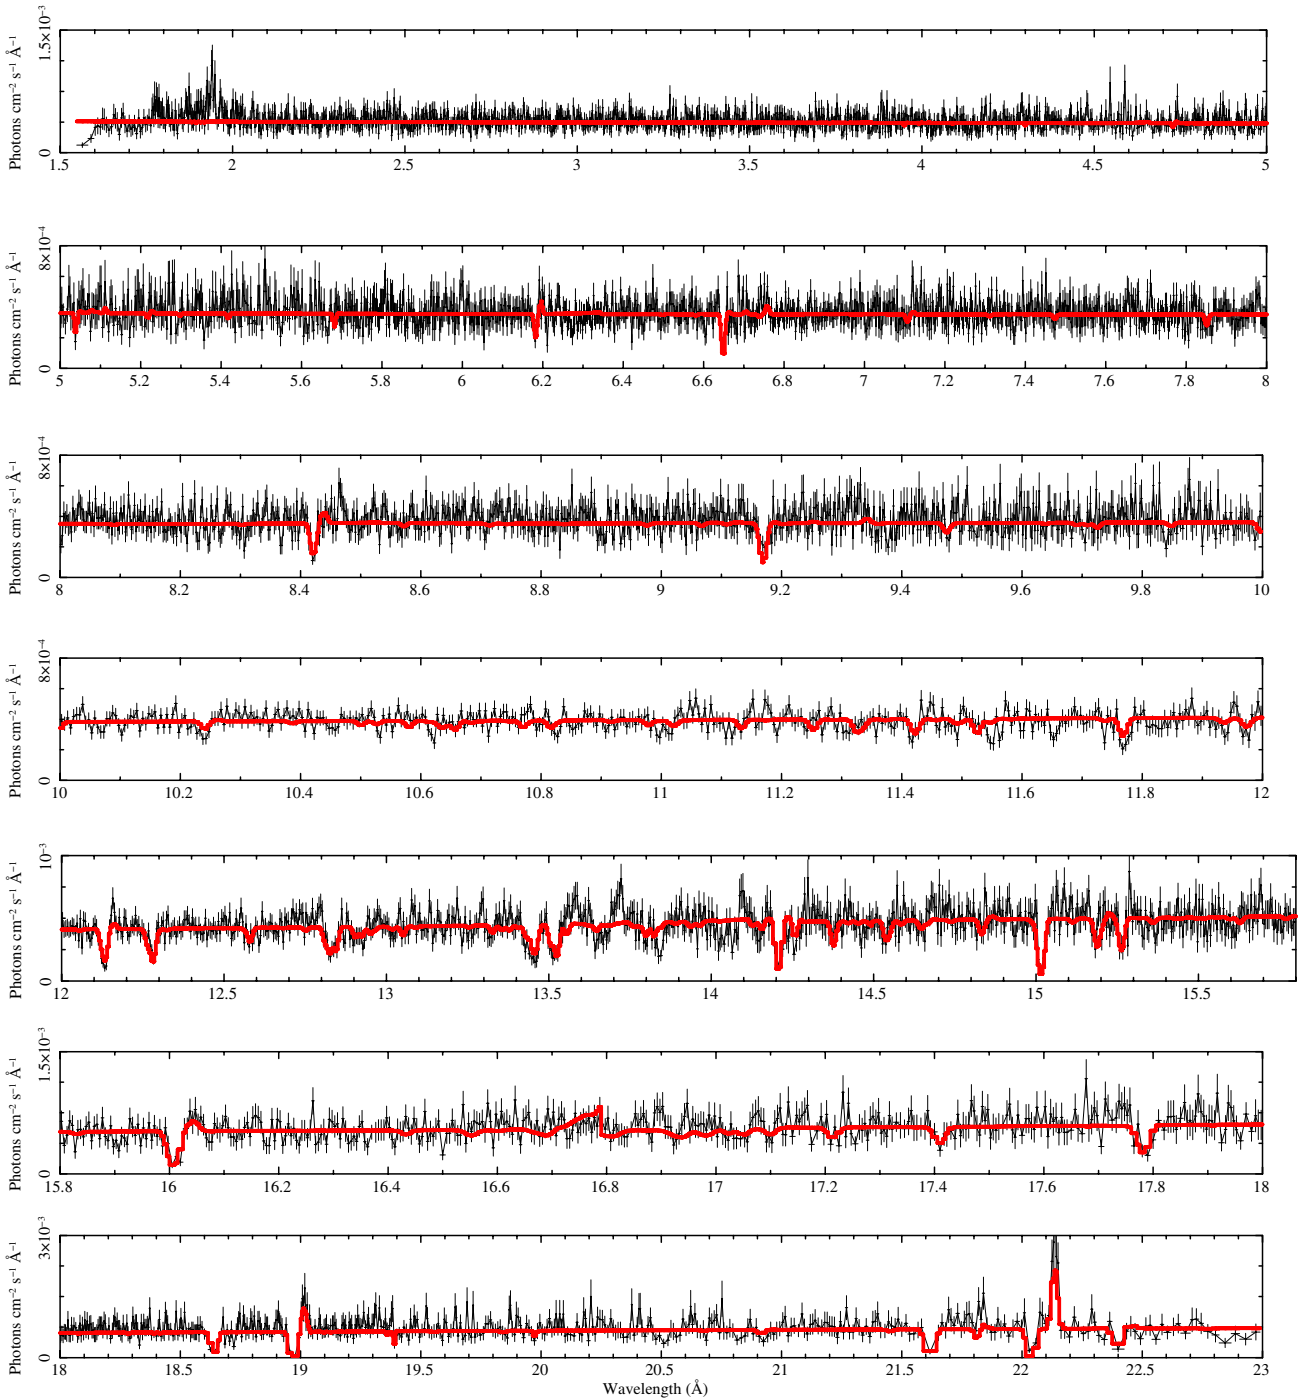 Photons cm⁻² s⁻¹ Å⁻¹
1.5×10⁻³
0
1.5 2 2.5 3 3.5 4 4.5 5
Photons cm⁻² s⁻¹ Å⁻¹
8×10⁻⁴
0
5 5.2 5.4 5.6 5.8 6 6.2 6.4 6.6 6.8 7 7.2 7.4 7.6 7.8 8
Photons cm⁻² s⁻¹ Å⁻¹
8×10⁻⁴
0
8 8.2 8.4 8.6 8.8 9 9.2 9.4 9.6 9.8 10
Photons cm⁻² s⁻¹ Å⁻¹
8×10⁻⁴
0
10 10.2 10.4 10.6 10.8 11 11.2 11.4 11.6 11.8 12
Photons cm⁻² s⁻¹ Å⁻¹
10⁻³
0
12 12.5 13 13.5 14 14.5 15 15.5
Photons cm⁻² s⁻¹ Å⁻¹
1.5×10⁻³
0
15.8 16 16.2 16.4 16.6 16.8 17 17.2 17.4 17.6 17.8 18
Photons cm⁻² s⁻¹ Å⁻¹
3×10⁻³
0
18 18.5 19 19.5 20 20.5 21 21.5 22 22.5 23
Wavelength (Å)